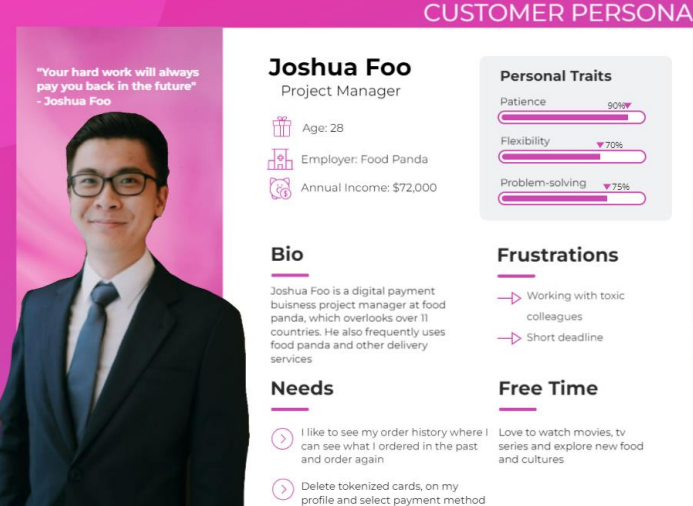 CUSTOMER PERSONA
"Your hard work will always
pay you back in the future"
- Joshua Foo
Joshua Foo
Project Manager
Age: 28
Employer: Food Panda
Annual Income: $72,000
Personal Traits
Patience
90%
Flexibility
70%
Problem-solving
75%
Bio
Joshua Foo is a digital payment
buisness project manager at food
panda, which overlooks over 11
countries. He also frequently uses
food panda and other delivery
services
Frustrations
Working with toxic
colleagues
Short deadline
Needs
I like to see my order history where I
can see what I ordered in the past
and order again
Delete tokenized cards, on my
profile and select payment method
Free Time
Love to watch movies, tv
series and explore new food
and cultures